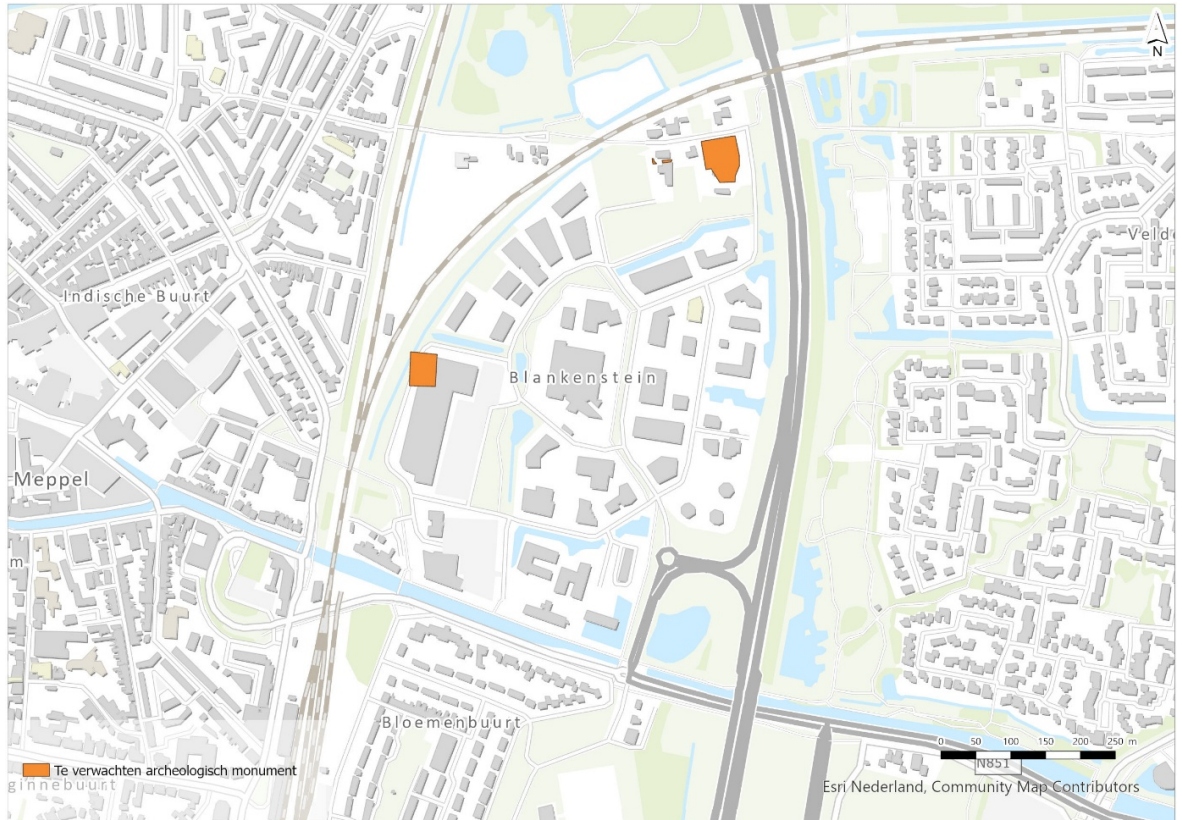 N
Indische Buurt
Velde
Blankenstein
Meppel
m
Bloemenbuurt
0 50 100 150 200 250 m
N851
Te verwachten archeologisch monument
ginnebuurt
Esri Nederland, Community Map Contributors